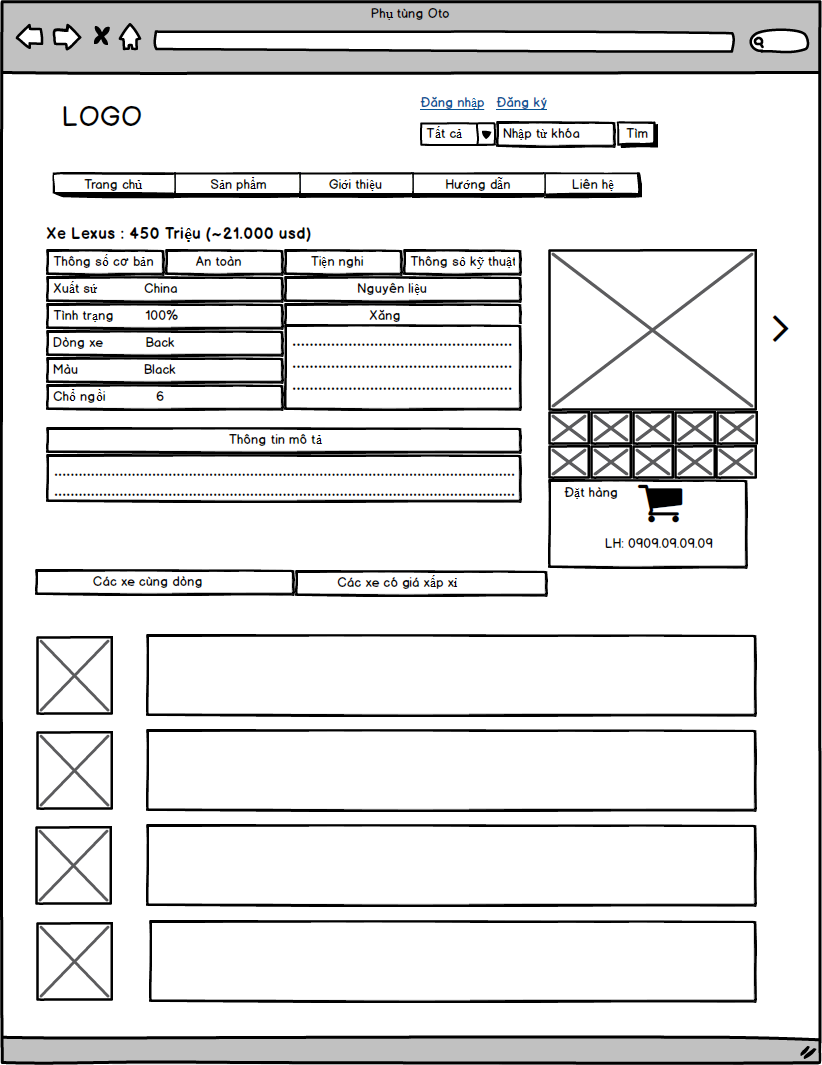 Phụ tùng Oto
LOGO
Đăng nhập Đăng ký
Tất cả Nhập từ khóa Tìm
Trang chủ Sản phẩm Giới thiệu Hướng dẫn Liên hệ
Xe Lexus : 450 Triệu (~21.000 usd)
Thông số cơ bản An toàn Tiện nghi Thông số kỹ thuật
Xuất sứ China Nguyên liệu
Tình trạng 100% Xăng
Dòng xe Back
Màu Black
Chổ ngồi 6
Thông tin mô tả
Đặt hàng
LH: 0909.09.09.09
Các xe cùng dòng Các xe có giá xấp xỉ